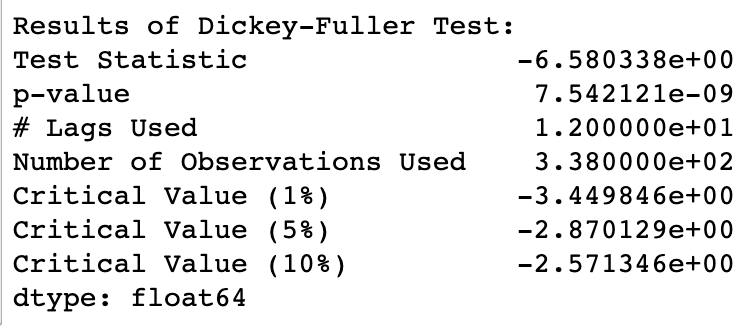 Results of Dickey-Fuller Test:
Test Statistic -6.580338e+00
p-value 7.542121e-09
# Lags Used 1.200000e+01
Number of Observations Used 3.380000e+02
Critical Value (1%) -3.449846e+00
Critical Value (5%) -2.870129e+00
Critical Value (10%) -2.571346e+00
dtype: float64